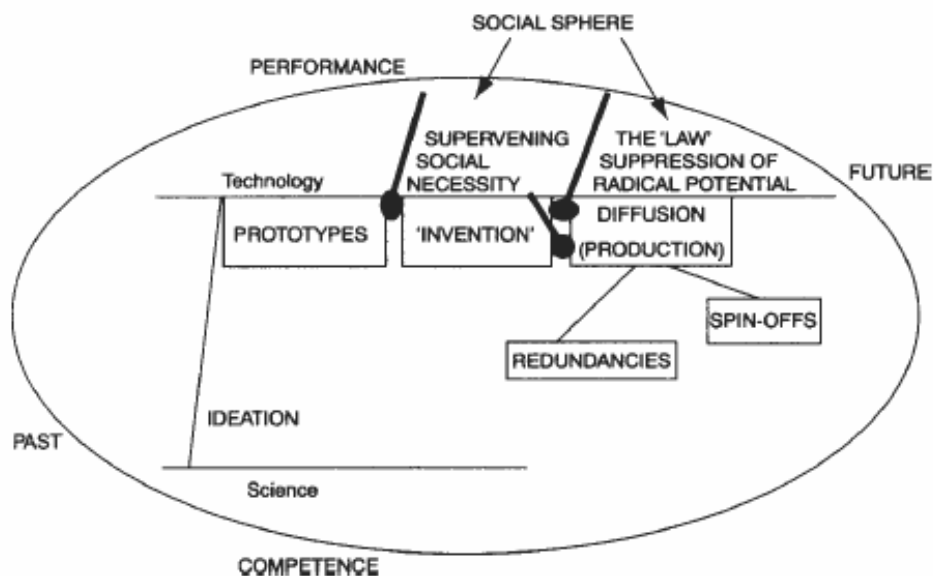 SOCIAL SPHERE
PERFORMANCE
SUPERVENING
SOCIAL
NECESSITY
THE 'LAW'
SUPPRESSION OF
RADICAL POTENTIAL
FUTURE
Technology
PROTOTYPES
'INVENTION'
DIFFUSION
(PRODUCTION)
SPIN-OFFS
REDUNDANCIES
IDEATION
PAST
Science
COMPETENCE